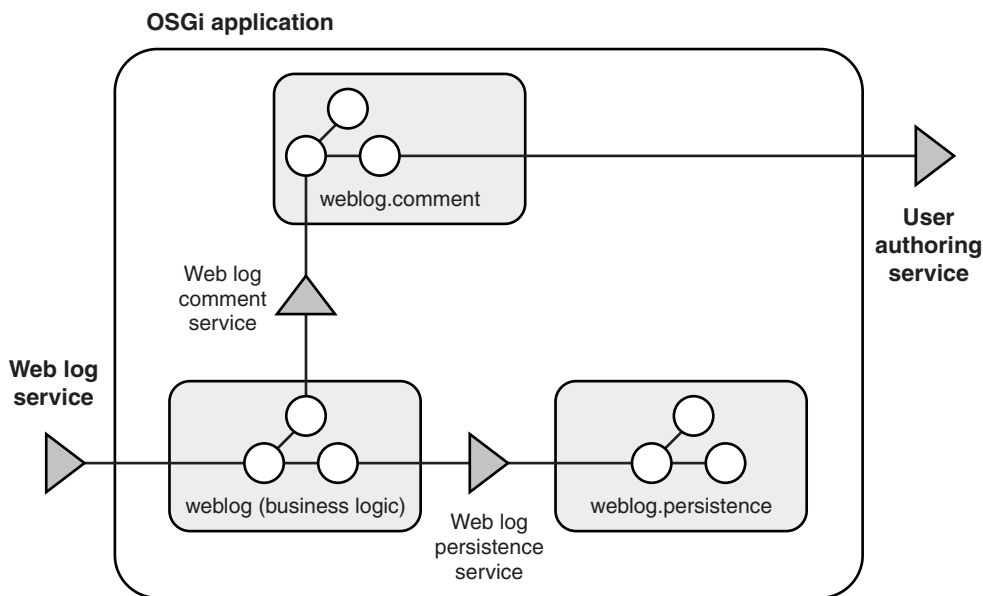 OSGi application
weblog.comment
User
authoring
service
Web log
comment
service
Web log
service
weblog (business logic)
weblog.persistence
Web log
persistence
service